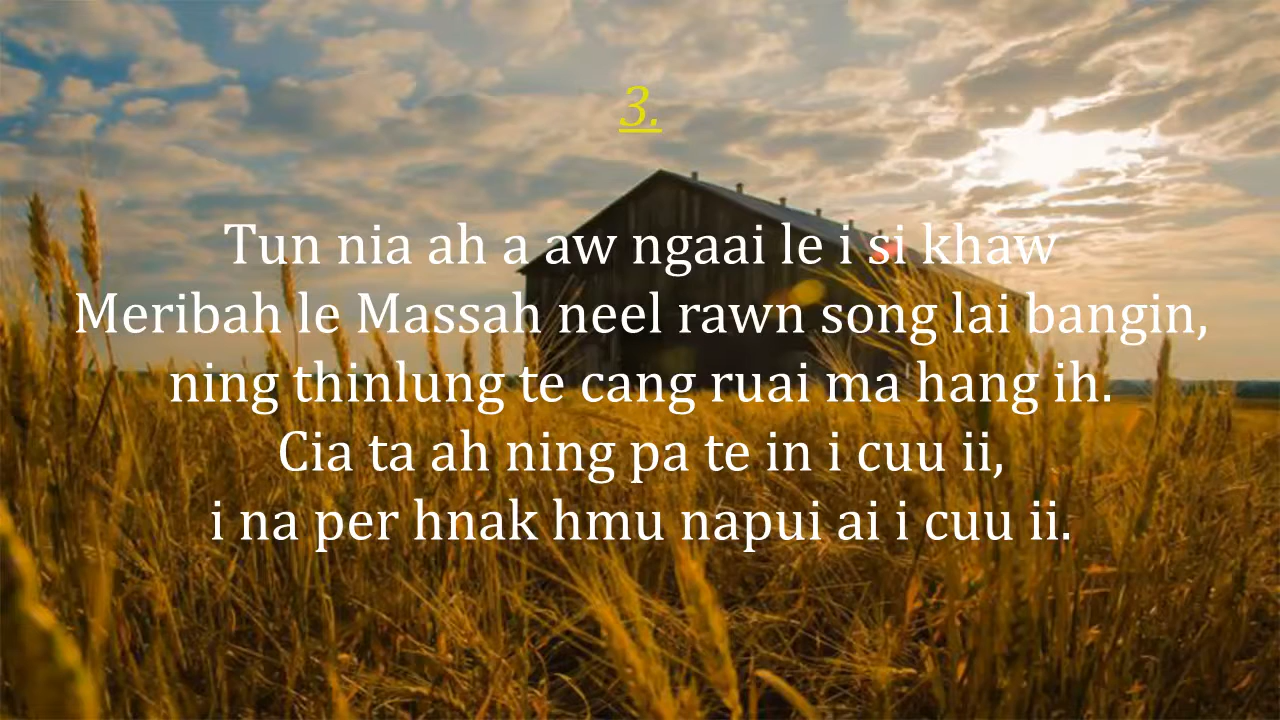 3.
Tun nia ah a aw ngaai le i si khaw
Meribah le Massah neel rawn song lai bangin,
ning thinlung te cang ruai ma hang ih.
Cia ta ah ning pa te in i cuu ii,
i na per hnak hmu napui ai i cuu ii.